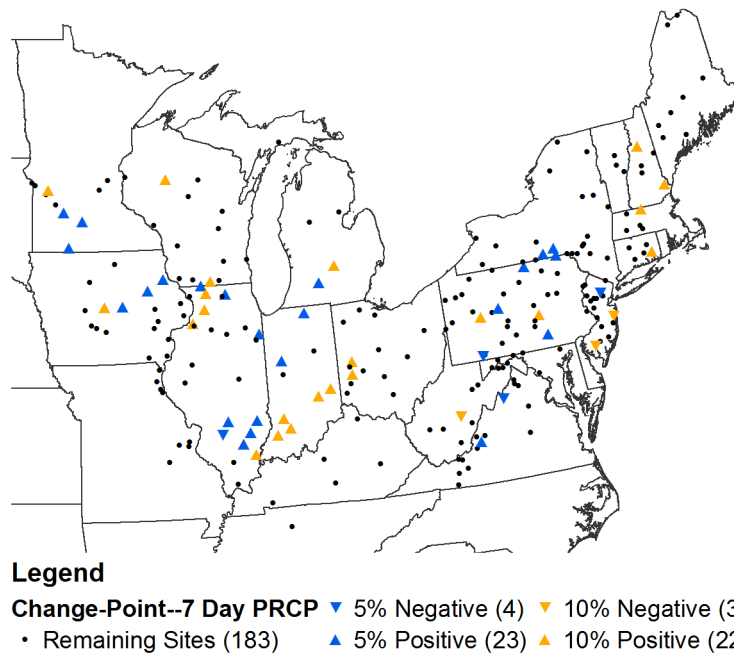 Legend
Change-Point--7 Day PRCP ▼ 5% Negative (4) ▼ 10% Negative (3
• Remaining Sites (183) ▲ 5% Positive (23) ▲ 10% Positive (22